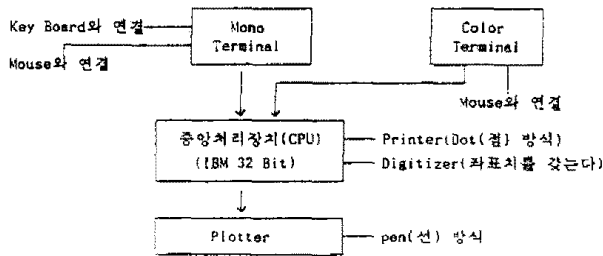 Key Board와 연결
Mono
Terminal
Mouse와 연결
Color
Terminal
Mouse와 연결
중앙처리장치(CPU)
(IBM 32 Bit)
Printer(Dot(점) 방식)
Digitizer(좌표치를 갖는다)
Plotter
pen(선) 방식